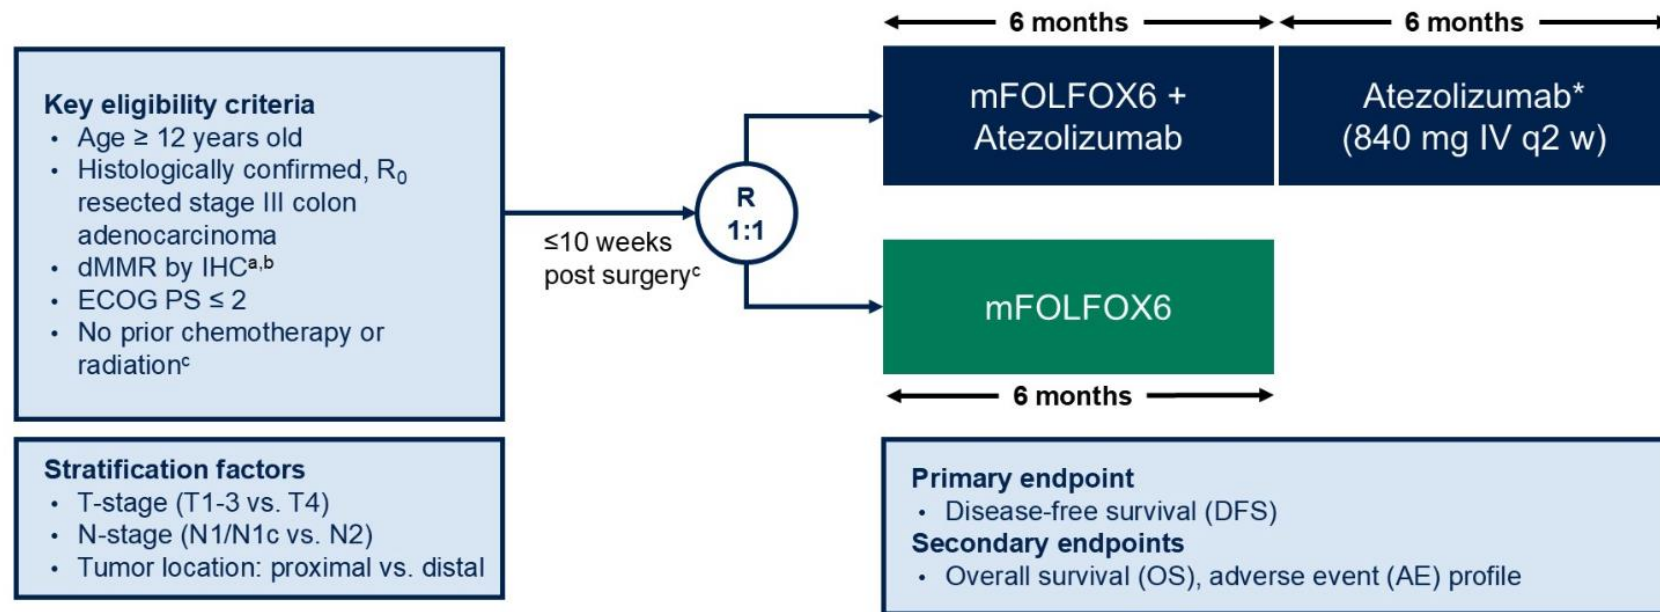 Key eligibility criteria
• Age ≥ 12 years old
• Histologically confirmed, R₀
resected stage III colon
adenocarcinoma
• dMMR by IHCᵃ,ᵇ
• ECOG PS ≤ 2
• No prior chemotherapy or
radiationᶜ
Stratification factors
• T-stage (T1-3 vs. T4)
• N-stage (N1/N1c vs. N2)
• Tumor location: proximal vs. distal
≤10 weeks
post surgeryᶜ
R
1:1
6 months
6 months
mFOLFOX6 +
Atezolizumab
Atezolizumab*
(840 mg IV q2 w)
mFOLFOX6
6 months
Primary endpoint
• Disease-free survival (DFS)
Secondary endpoints
• Overall survival (OS), adverse event (AE) profile